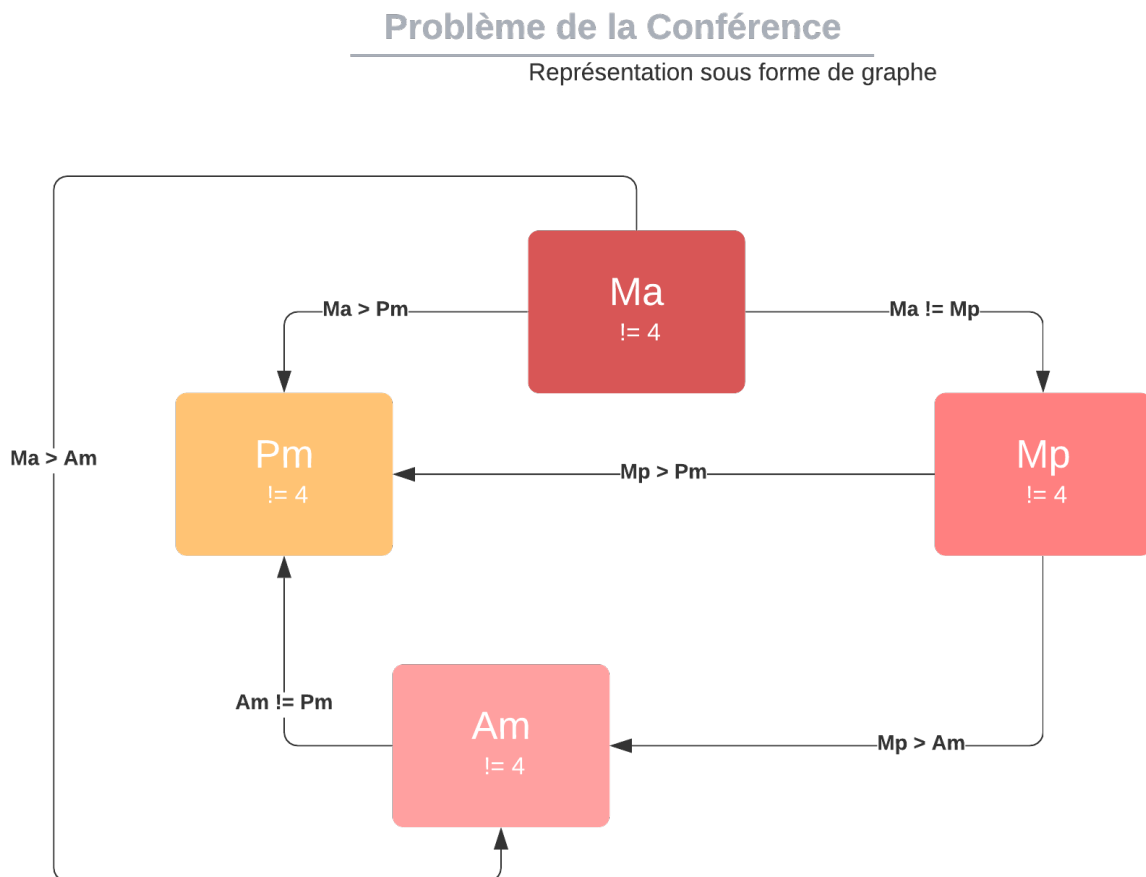 Problème de la Conférence
Représentation sous forme de graphe
Ma
!= 4
Ma > Pm
Ma != Mp
Pm
!= 4
Mp
!= 4
Ma > Am
Mp > Pm
Am != Pm
Am
!= 4
Mp > Am